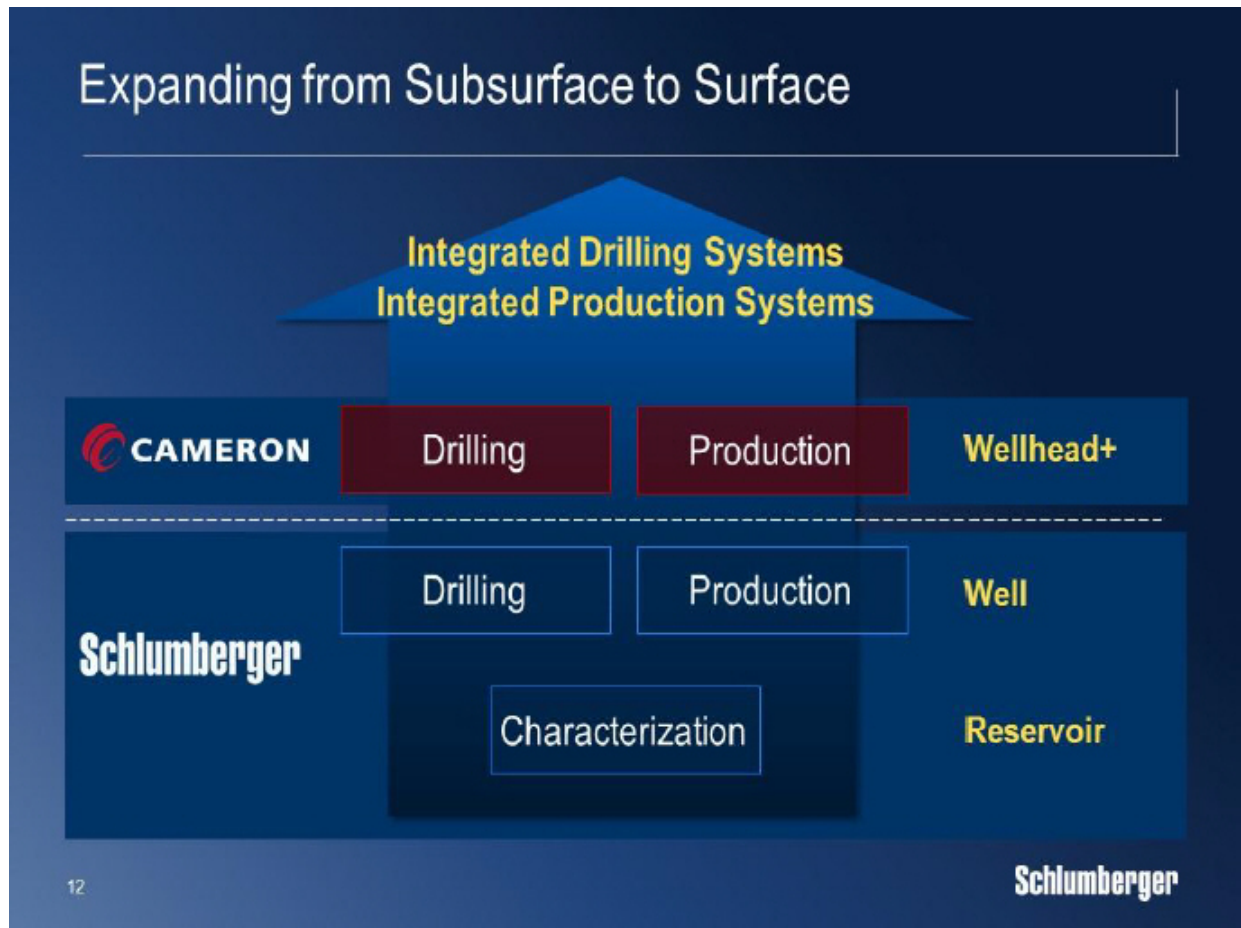 Expanding from Subsurface to Surface
Integrated Drilling Systems
Integrated Production Systems
CAMERON
Drilling
Production
Wellhead+
Drilling
Production
Well
Schlumberger
Characterization
Reservoir
12
Schlumberger